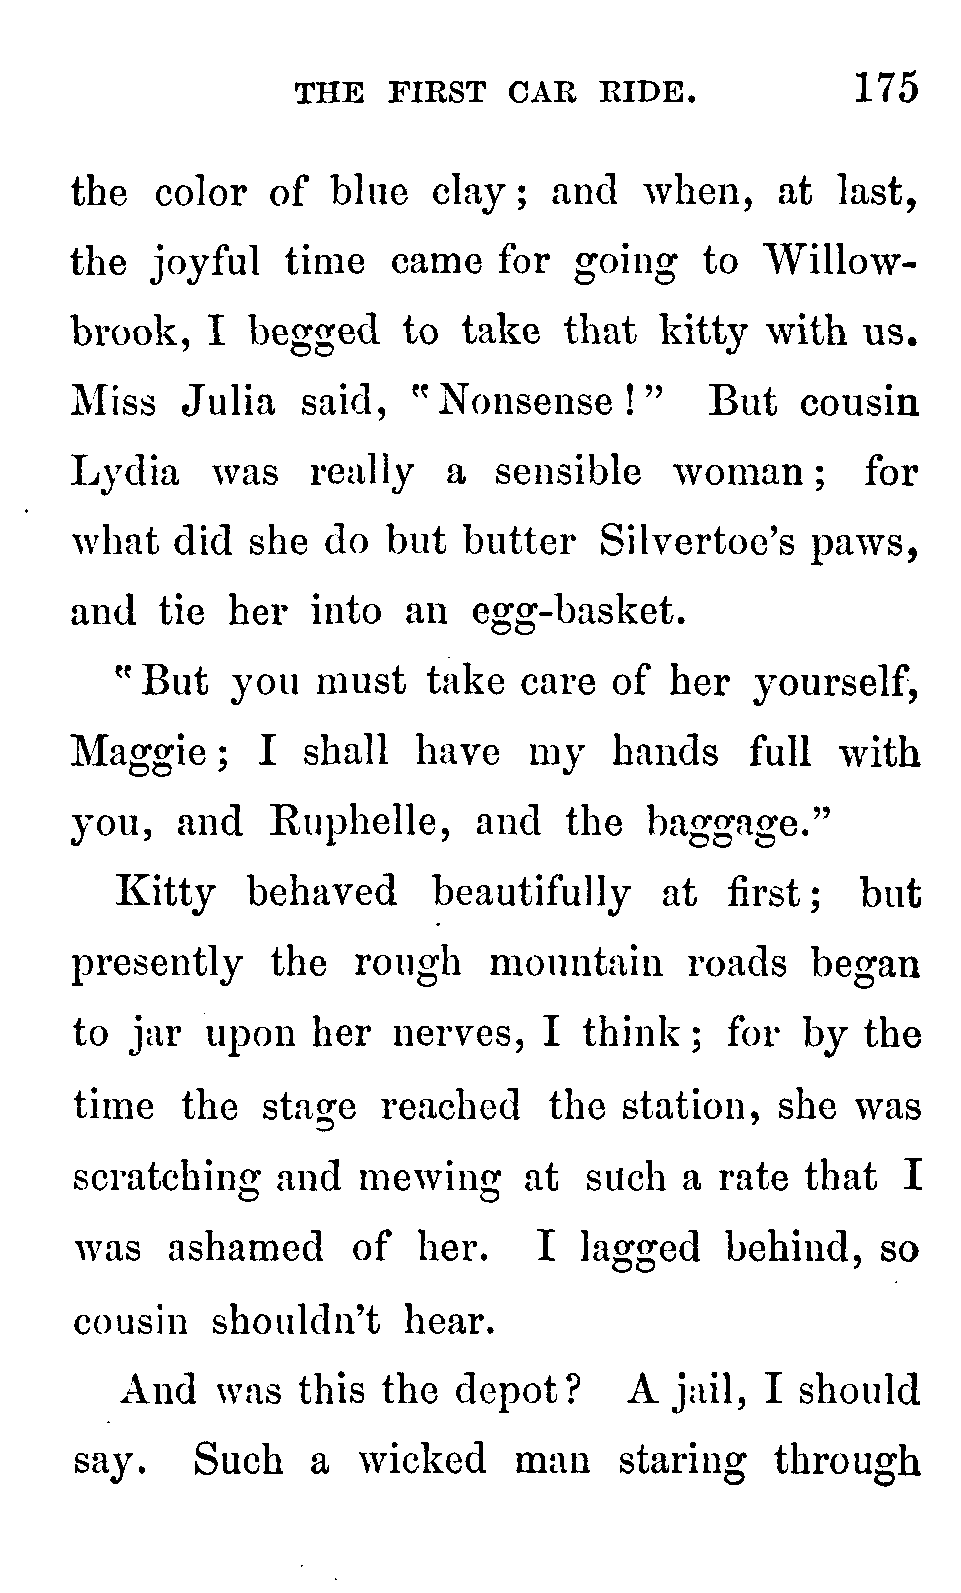 THE FIRST CAR RIDE. 175
the color of blue clay; and when, at last,
the joyful time came for going to Willow-
brook, I begged to take that kitty with us.
Miss Julia said, "Nonsense!" But cousin
Lydia was really a sensible woman; for
what did she do but butter Silvertoe's paws,
and tie her into an egg-basket.
"But you must take care of her yourself,
Maggie; I shall have my hands full with
you, and Ruphelle, and the baggage."
Kitty behaved beautifully at first; but
presently the rough mountain roads began
to jar upon her nerves, I think; for by the
time the stage reached the station, she was
scratching and mewing at such a rate that I
was ashamed of her. I lagged behind, so
cousin shouldn't hear.
And was this the depot? A jail, I should
say. Such a wicked man staring through